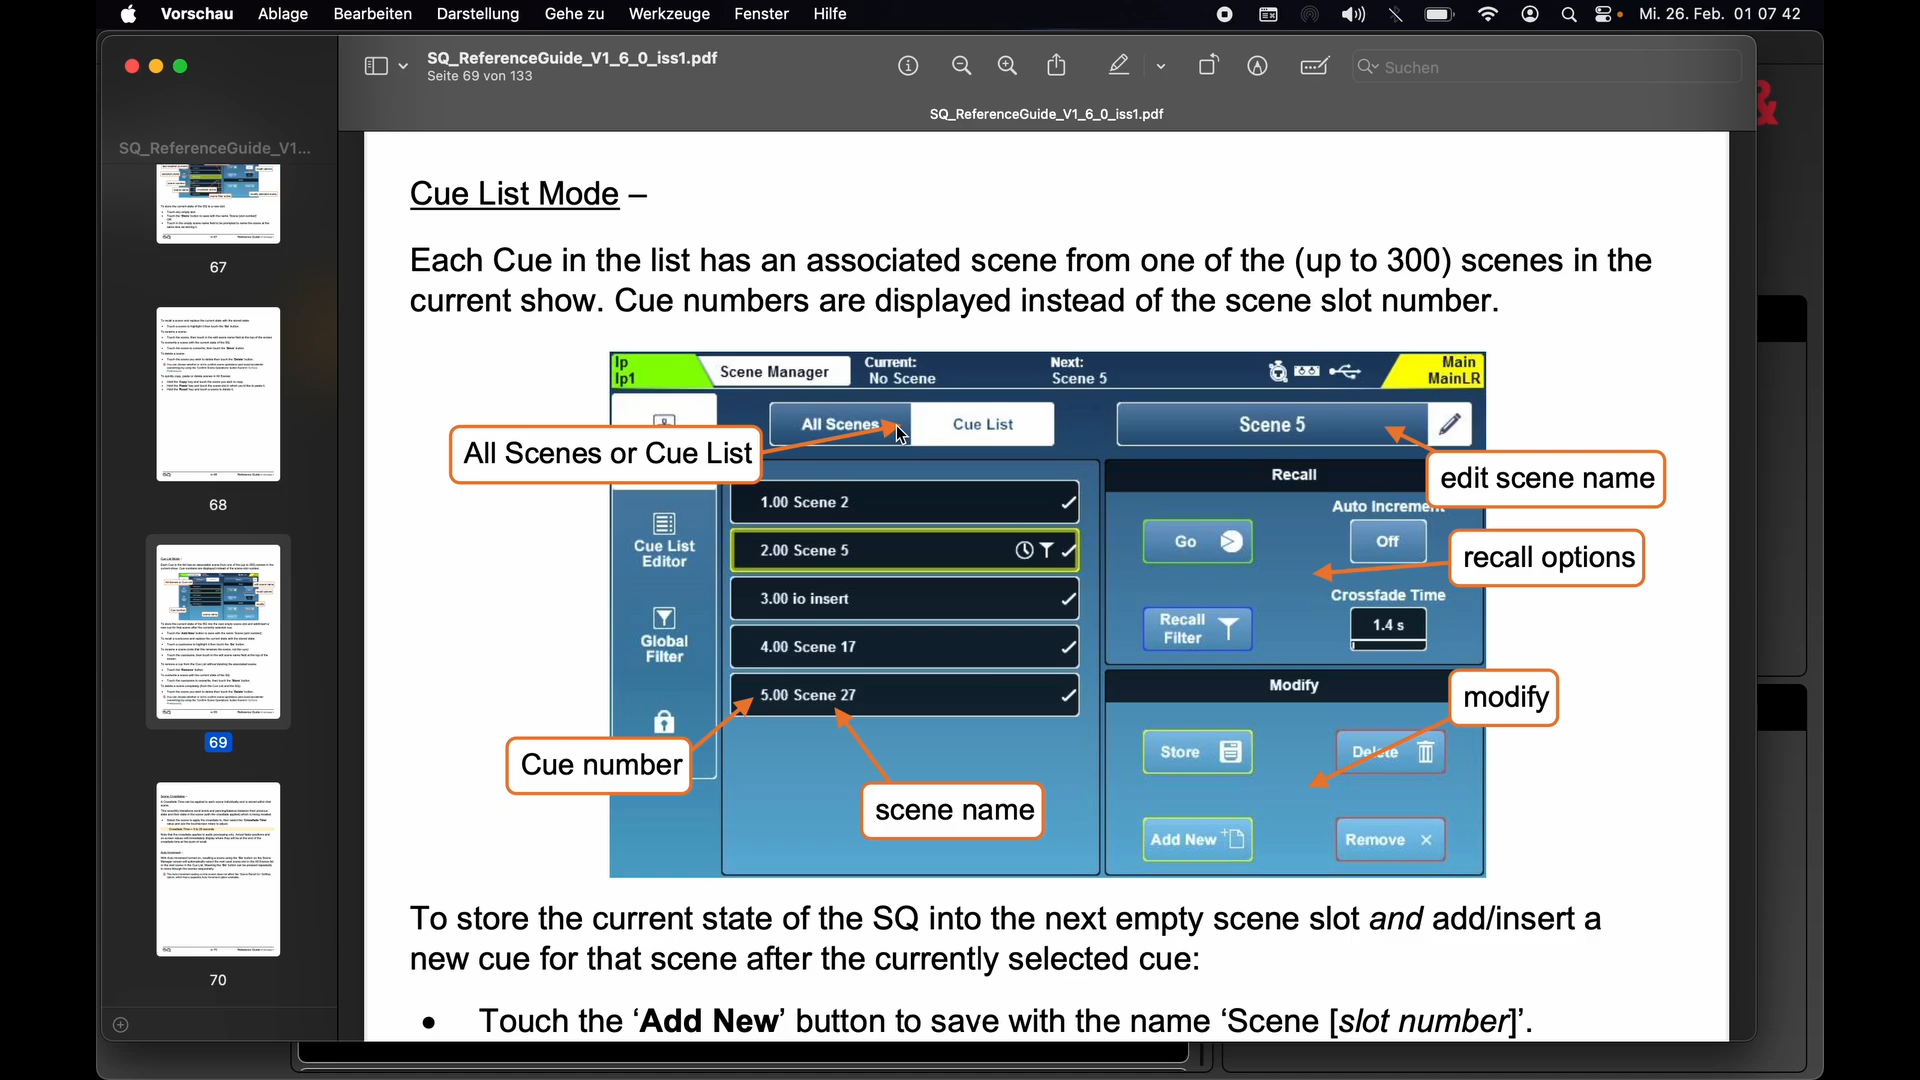 Vorschau Ablage Bearbeiten Darstellung Gehe zu Werkzeuge Fenster Hilfe
Mi. 26. Feb. 01 07 42
SQ_ReferenceGuide_V1_6_0_iss1.pdf
Seite 69 von 133
Suchen
SQ_ReferenceGuide_V1_6_0_iss1.pdf
SQ_ReferenceGuide_V1...
67
68
69
70
Cue List Mode –
Each Cue in the list has an associated scene from one of the (up to 300) scenes in the
current show. Cue numbers are displayed instead of the scene slot number.
Ip
Ip1
Scene Manager
Current:
No Scene
Next:
Scene 5
Main
MainLR
All Scenes
Cue List
Scene 5
All Scenes or Cue List
edit scene name
Cue List
Editor
Global
Filter
1.00 Scene 2
2.00 Scene 5
3.00 io insert
4.00 Scene 17
5.00 Scene 27
Cue number
scene name
Recall
Auto Increment
Go
Off
recall options
Crossfade Time
Recall
Filter
1.4 s
Modify
modify
Store
Delete
Add New
Remove
To store the current state of the SQ into the next empty scene slot and add/insert a
new cue for that scene after the currently selected cue:
• Touch the ‘Add New’ button to save with the name ‘Scene [slot number]’.
&